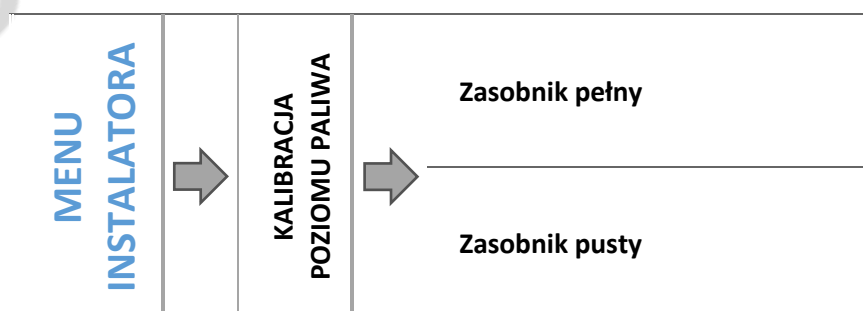 MENU
INSTALATORA
KALIBRACJA
POZIOMU PALIWA
Zasobnik pełny
Zasobnik pusty